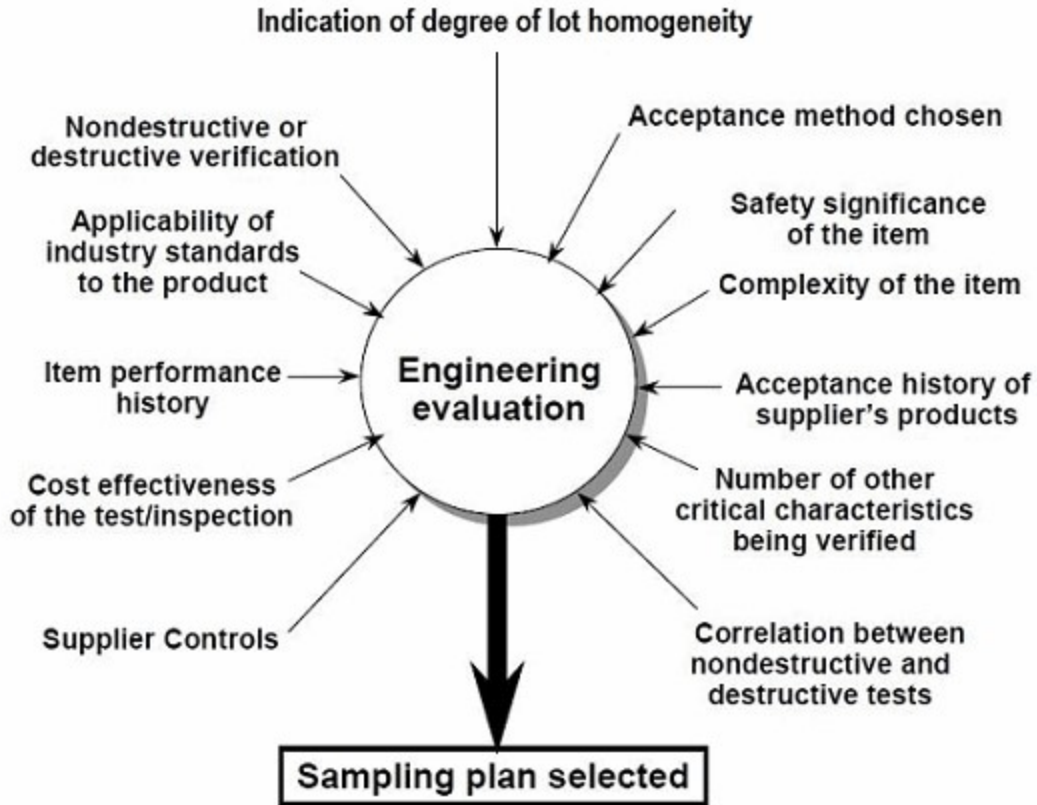 Indication of degree of lot homogeneity
Acceptance method chosen
Nondestructive or
destructive verification
Safety significance
of the item
Applicability of
industry standards
to the product
Complexity of the item
Item performance
history
Engineering
evaluation
Acceptance history of
supplier's products
Cost effectiveness
of the test/inspection
Number of other
critical characteristics
being verified
Supplier Controls
Correlation between
nondestructive and
destructive tests
Sampling plan selected